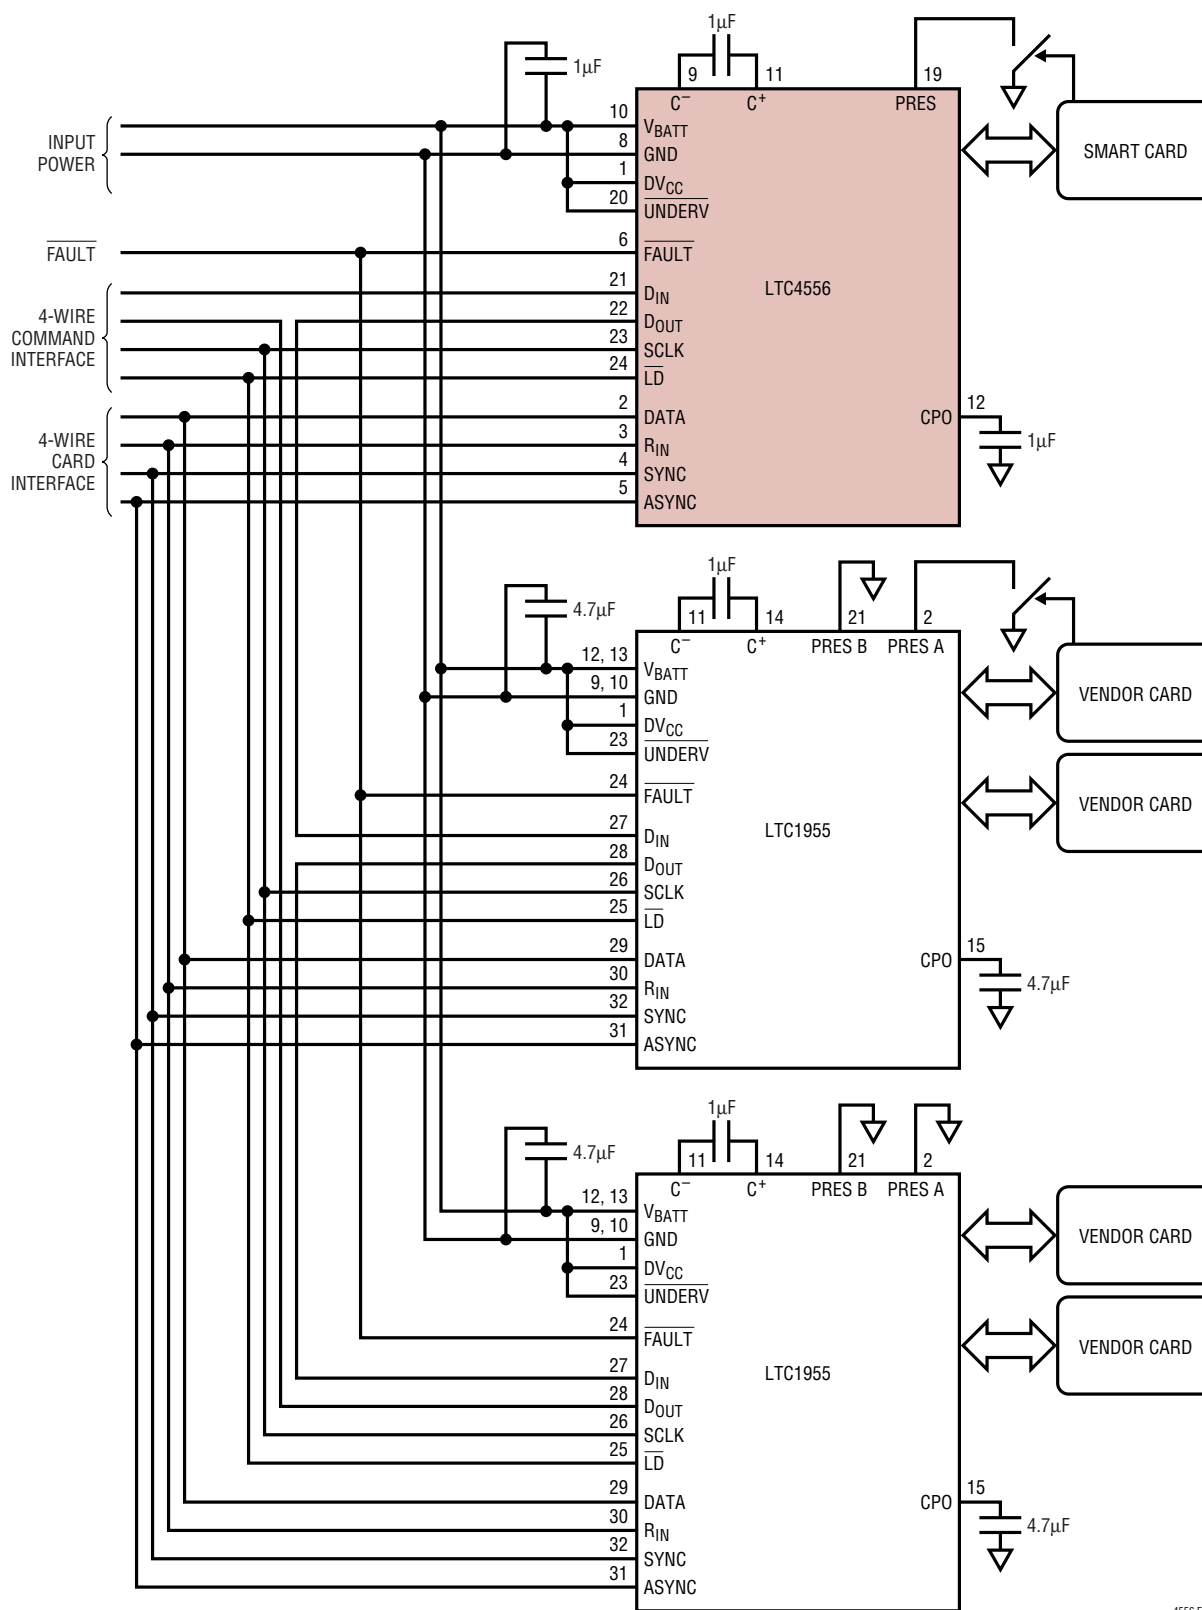 1µF
1µF
9
11
19
C−
C+
PRES
INPUT
POWER
10
VBATT
8
GND
1
DVCC
20
UNDERV
FAULT
6
FAULT
LTC4556
SMART CARD
4-WIRE
COMMAND
INTERFACE
21
DIN
22
DOUT
23
SCLK
24
LD
4-WIRE
CARD
INTERFACE
2
DATA
3
RIN
4
SYNC
5
ASYNC
CPO
12
1µF
1µF
4.7µF
11
14
21
2
C−
C+
PRES B
PRES A
12, 13
VBATT
9, 10
GND
1
DVCC
23
UNDERV
24
FAULT
27
DIN
28
DOUT
26
SCLK
25
LD
29
DATA
30
RIN
32
SYNC
31
ASYNC
LTC1955
VENDOR CARD
VENDOR CARD
CPO
15
4.7µF
1µF
4.7µF
11
14
21
2
C−
C+
PRES B
PRES A
12, 13
VBATT
9, 10
GND
1
DVCC
23
UNDERV
24
FAULT
27
DIN
28
DOUT
26
SCLK
25
LD
29
DATA
30
RIN
32
SYNC
31
ASYNC
LTC1955
VENDOR CARD
VENDOR CARD
CPO
15
4.7µF